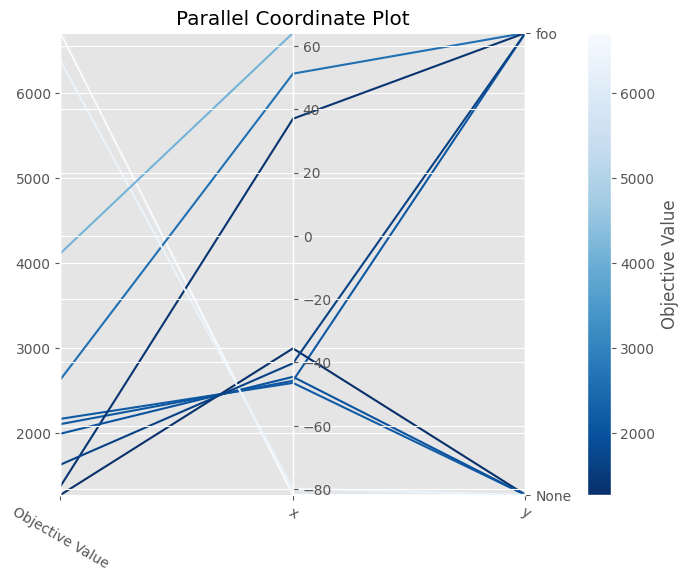 Parallel Coordinate Plot
6000
5000
4000
3000
2000
60
40
20
0
−20
−40
−60
−80
foo
None
6000
5000
4000
3000
2000
Objective Value
Objective Value
x
y